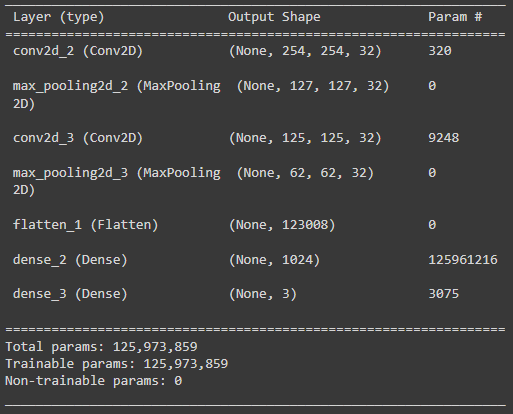 Layer (type) Output Shape Param #
=================================================================
conv2d_2 (Conv2D) (None, 254, 254, 32) 320
max_pooling2d_2 (MaxPooling (None, 127, 127, 32) 0
2D)
conv2d_3 (Conv2D) (None, 125, 125, 32) 9248
max_pooling2d_3 (MaxPooling (None, 62, 62, 32) 0
2D)
flatten_1 (Flatten) (None, 123008) 0
dense_2 (Dense) (None, 1024) 125961216
dense_3 (Dense) (None, 3) 3075
=================================================================
Total params: 125,973,859
Trainable params: 125,973,859
Non-trainable params: 0